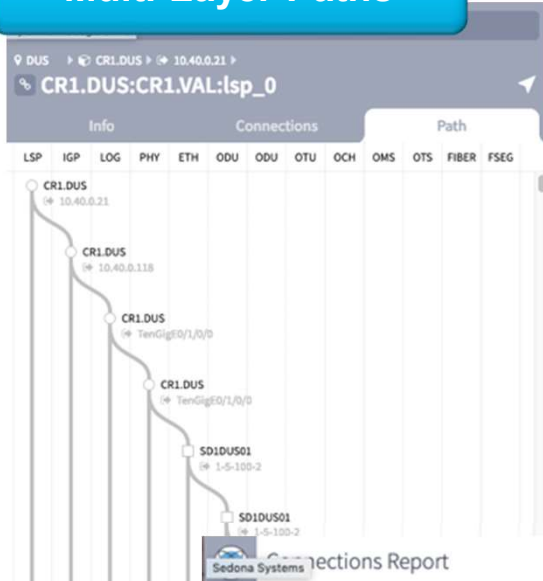 DUS CR1.DUS 10.40.0.21
CR1.DUS:CR1.VAL:lsp_0
Info Connections Path
LSP IGP LOG PHY ETH ODU ODU OTU OCH OMS OTS FIBER FSEG
CR1.DUS
10.40.0.21
CR1.DUS
10.40.0.118
CR1.DUS
TenGigE0/1/0/0
CR1.DUS
TenGigE0/1/0/0
SD1DUS01
1-5-100-2
SD1DUS01
1-5-100-2
Connections Report
Sedona Systems